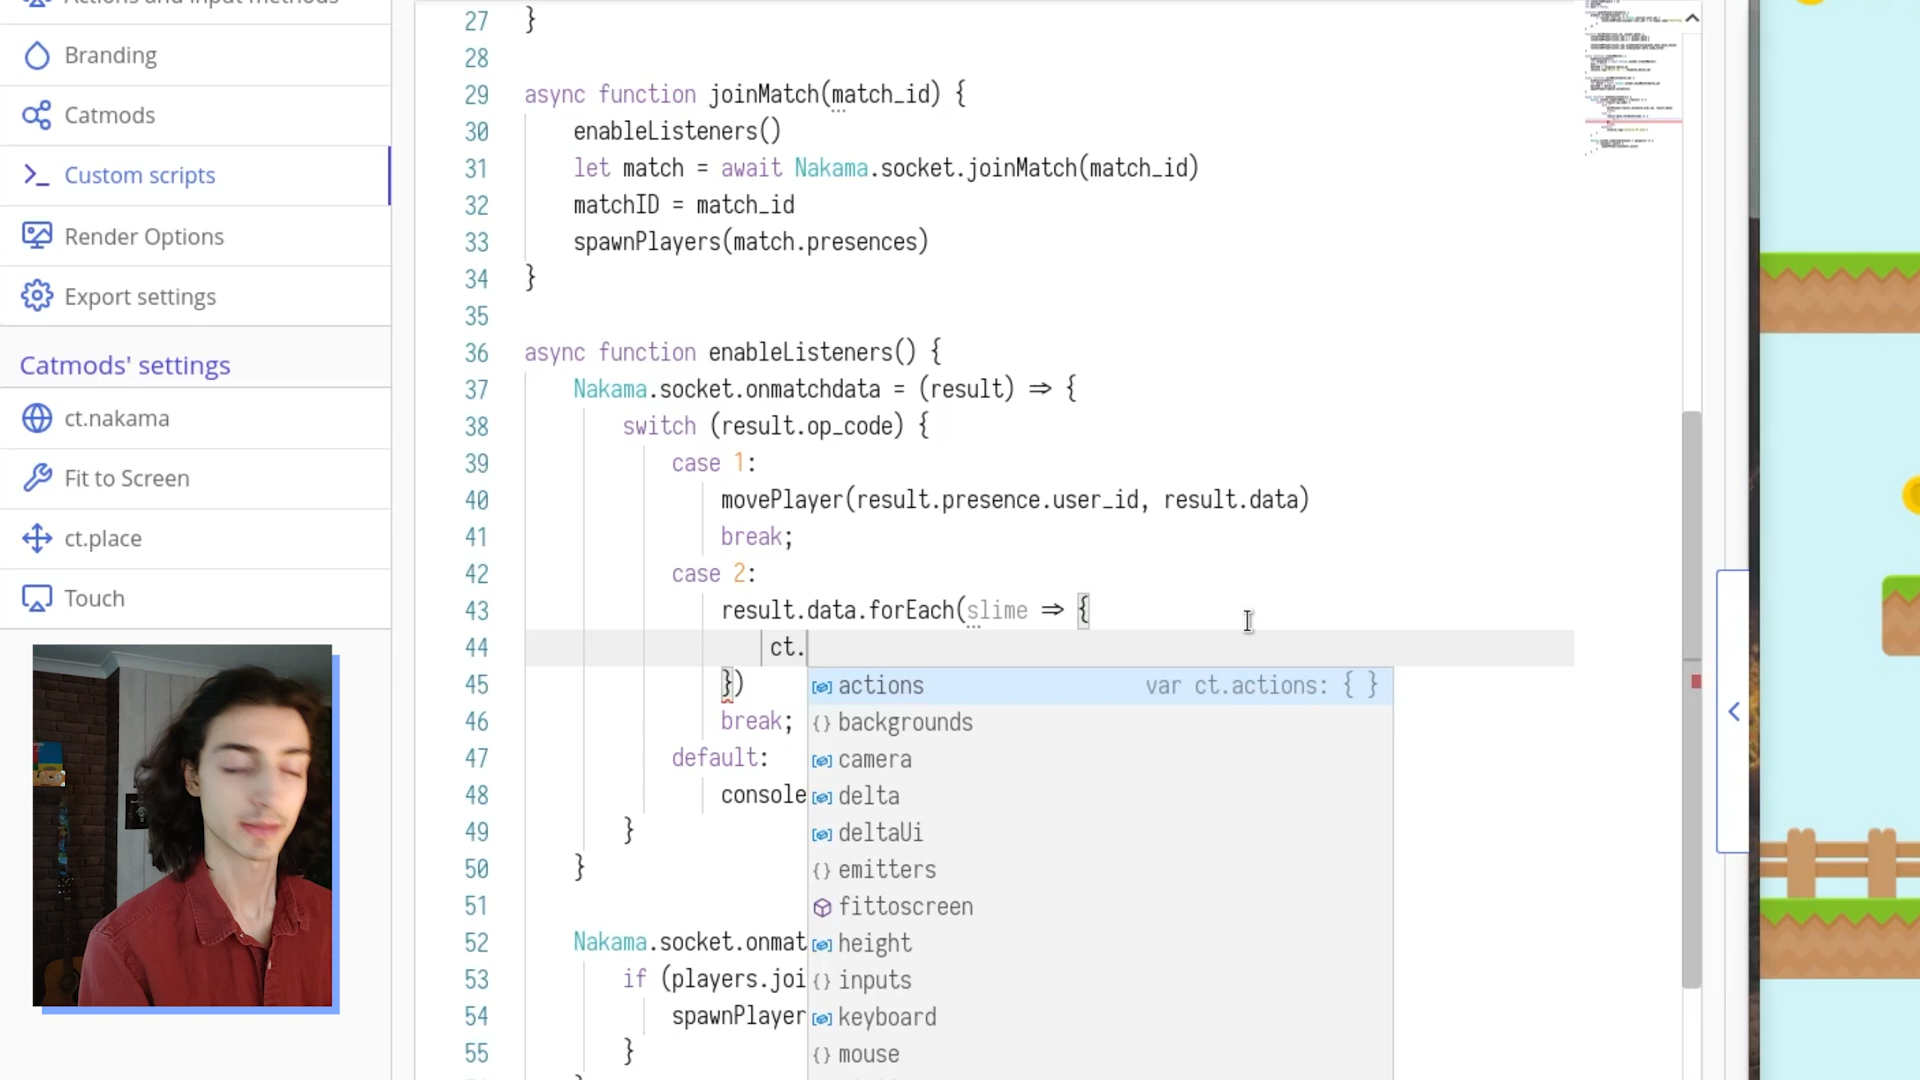 Actions and input methods
Branding
Catmods
Custom scripts
Render Options
Export settings
Catmods' settings
ct.nakama
Fit to Screen
ct.place
Touch
27 }
28
29 async function joinMatch(match_id) {
30 enableListeners()
31 let match = await Nakama.socket.joinMatch(match_id)
32 matchID = match_id
33 spawnPlayers(match.presences)
34 }
35
36 async function enableListeners() {
37 Nakama.socket.onmatchdata = (result) => {
38 switch (result.op_code) {
39 case 1:
40 movePlayer(result.presence.user_id, result.data)
41 break;
42 case 2:
43 result.data.forEach(slime => {
44 ct.
45 })
46 break;
47 default:
48 console
49 }
50 }
51
52 Nakama.socket.onmat
53 if (players.joi
54 spawnPlayer
55 }
actions var ct.actions: { }
backgrounds
camera
delta
deltaUi
emitters
fittoscreen
height
inputs
keyboard
mouse